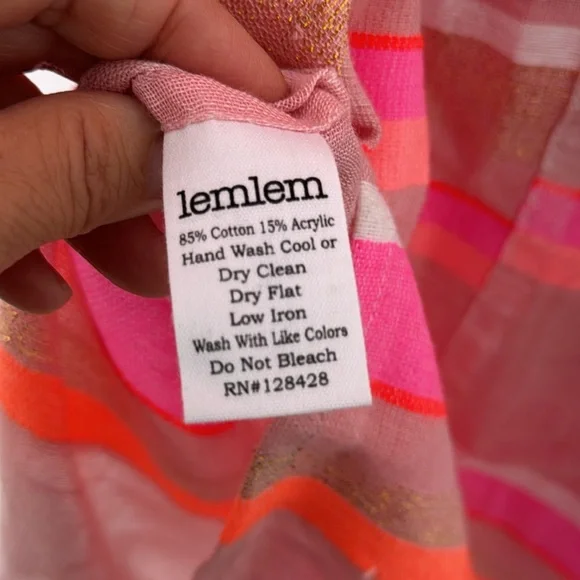 lemlem
85% Cotton 15% Acrylic
Hand Wash Cool or
Dry Clean
Dry Flat
Low Iron
Wash With Like Colors
Do Not Bleach
RN#128428